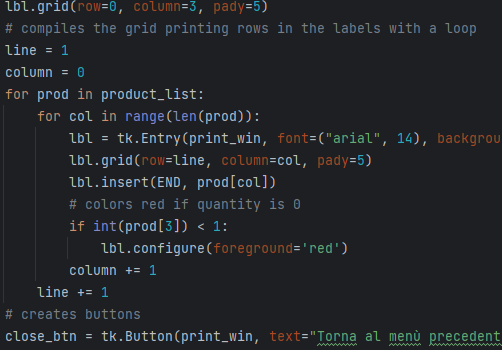 lbl.grid(row=0, column=3, pady=5)
# compiles the grid printing rows in the labels with a loop
line = 1
column = 0
for prod in product_list:
    for col in range(len(prod)):
        lbl = tk.Entry(print_win, font=("arial", 14), backgrou
        lbl.grid(row=line, column=col, pady=5)
        lbl.insert(END, prod[col])
        # colors red if quantity is 0
        if int(prod[3]) < 1:
            lbl.configure(foreground='red')
        column += 1
    line += 1
# creates buttons
close_btn = tk.Button(print_win, text="Torna al menù precedent